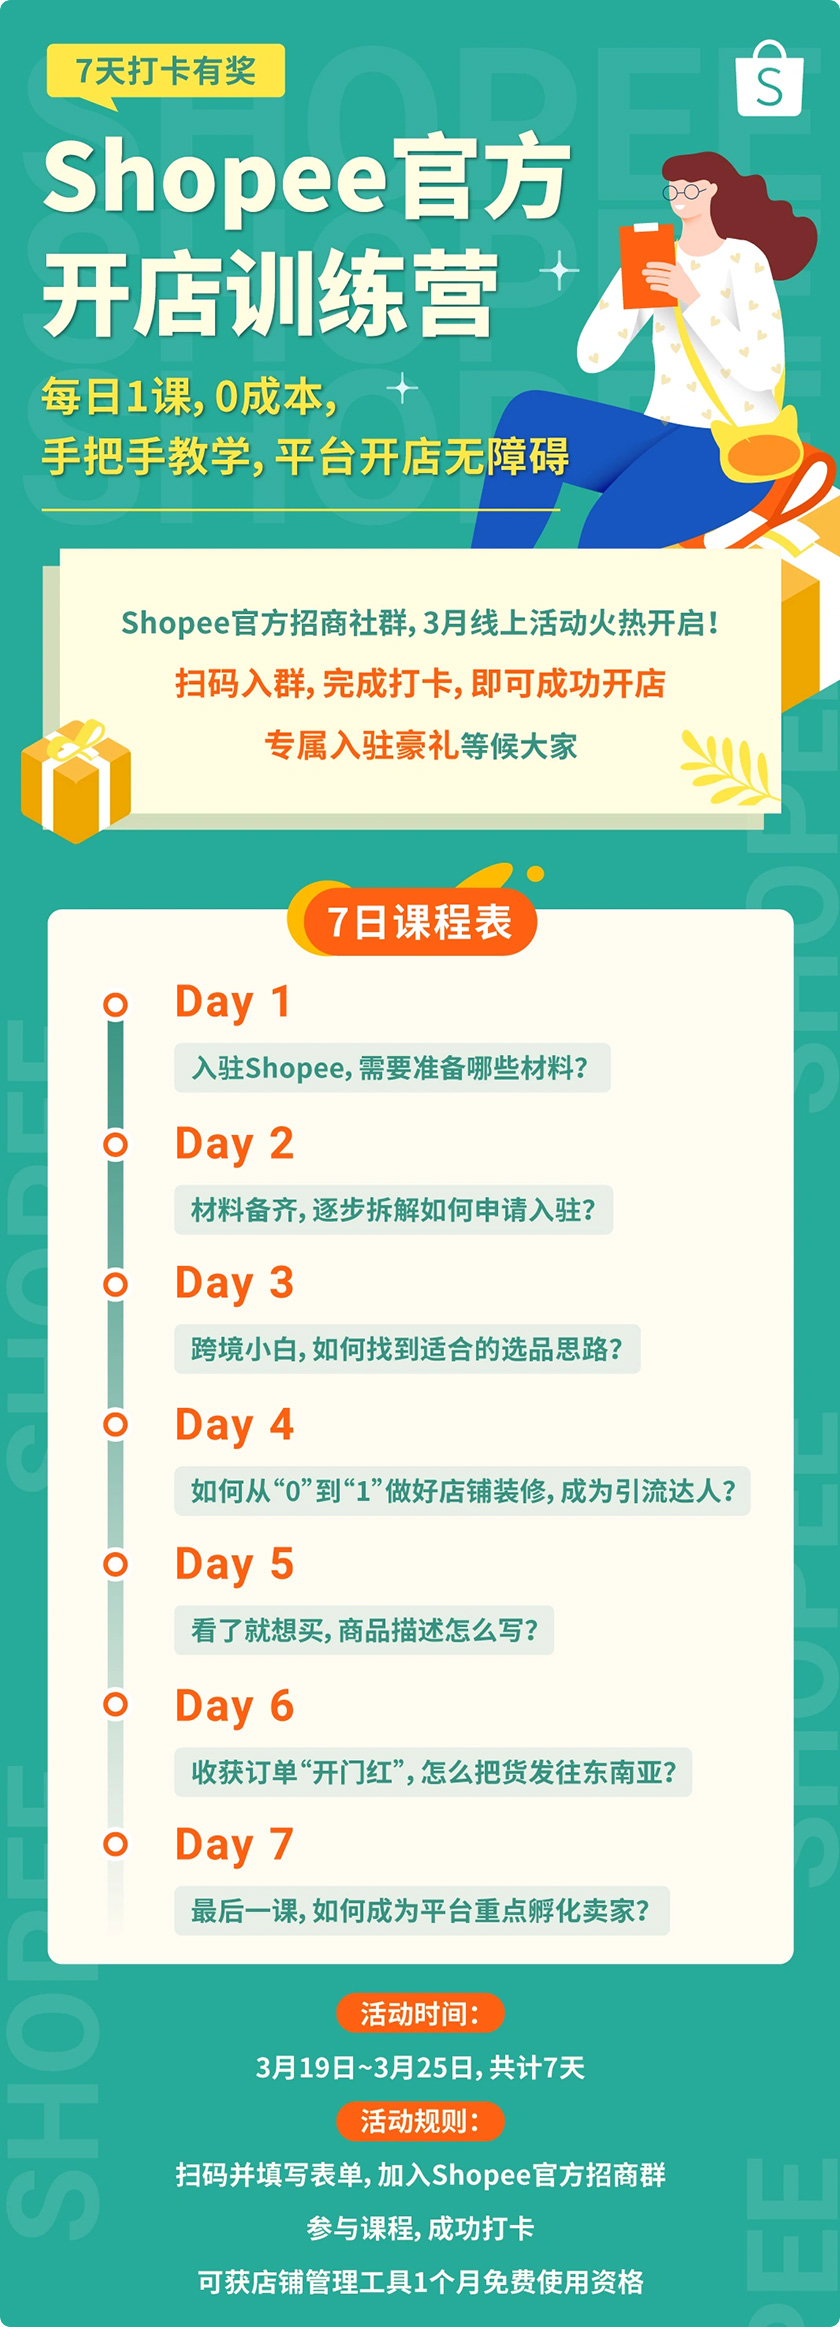 7天打卡有奖
S
Shopee官方
开店训练营
每日1课, 0成本,
手把手教学, 平台开店无障碍
Shopee官方招商社群, 3月线上活动火热开启!
扫码入群, 完成打卡, 即可成功开店
专属入驻豪礼等候大家
7日课程表
Day 1
入驻Shopee, 需要准备哪些材料?
Day 2
材料备齐, 逐步拆解如何申请入驻?
Day 3
跨境小白, 如何找到适合的选品思路?
Day 4
如何从“0”到“1”做好店铺装修, 成为引流达人?
Day 5
看了就想买, 商品描述怎么写?
Day 6
收获订单“开门红”, 怎么把货发往东南亚?
Day 7
最后一课, 如何成为平台重点孵化卖家?
活动时间:
3月19日~3月25日, 共计7天
活动规则:
扫码并填写表单, 加入Shopee官方招商群
参与课程, 成功打卡
可获店铺管理工具1个月免费使用资格
SHOPEE
SHOPEE
SHOPEE
SHOPEE
SHOPEE
SHOPEE
SHOPEE